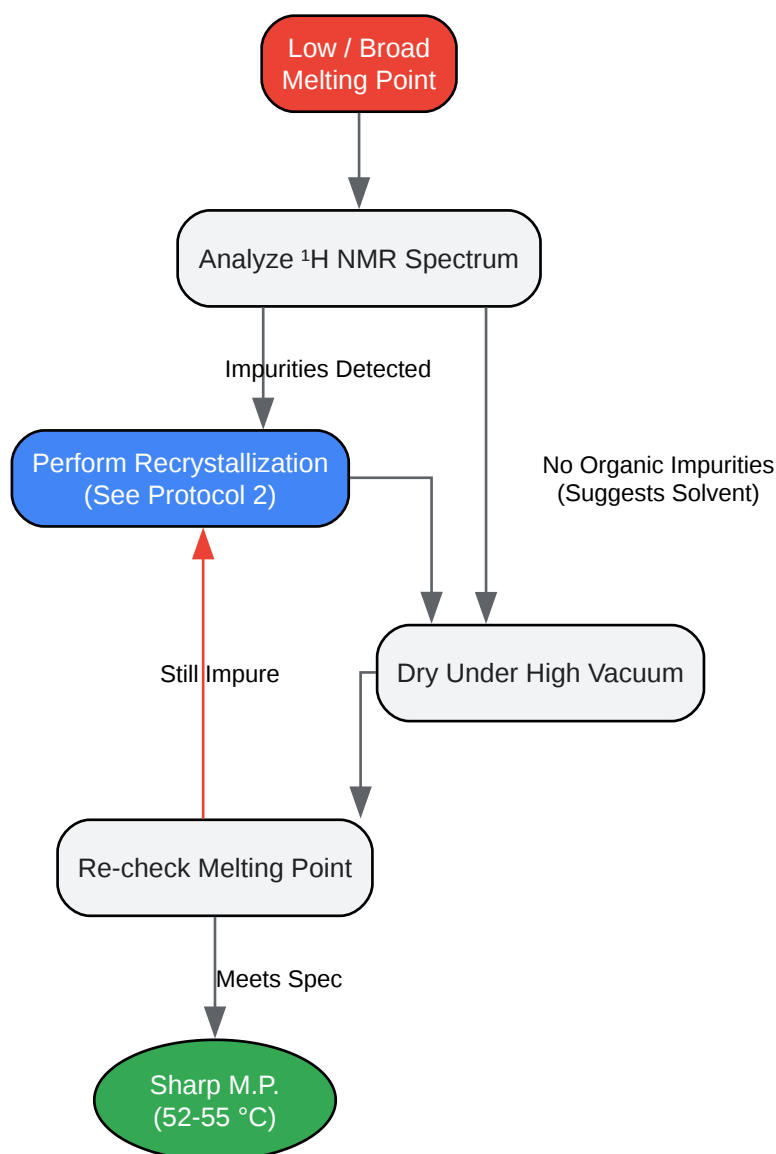 Low / Broad
Melting Point
Analyze ¹H NMR Spectrum
Impurities Detected
Perform Recrystallization
(See Protocol 2)
No Organic Impurities
(Suggests Solvent)
Still Impure
Dry Under High Vacuum
Re-check Melting Point
Meets Spec
Sharp M.P.
(52-55 °C)